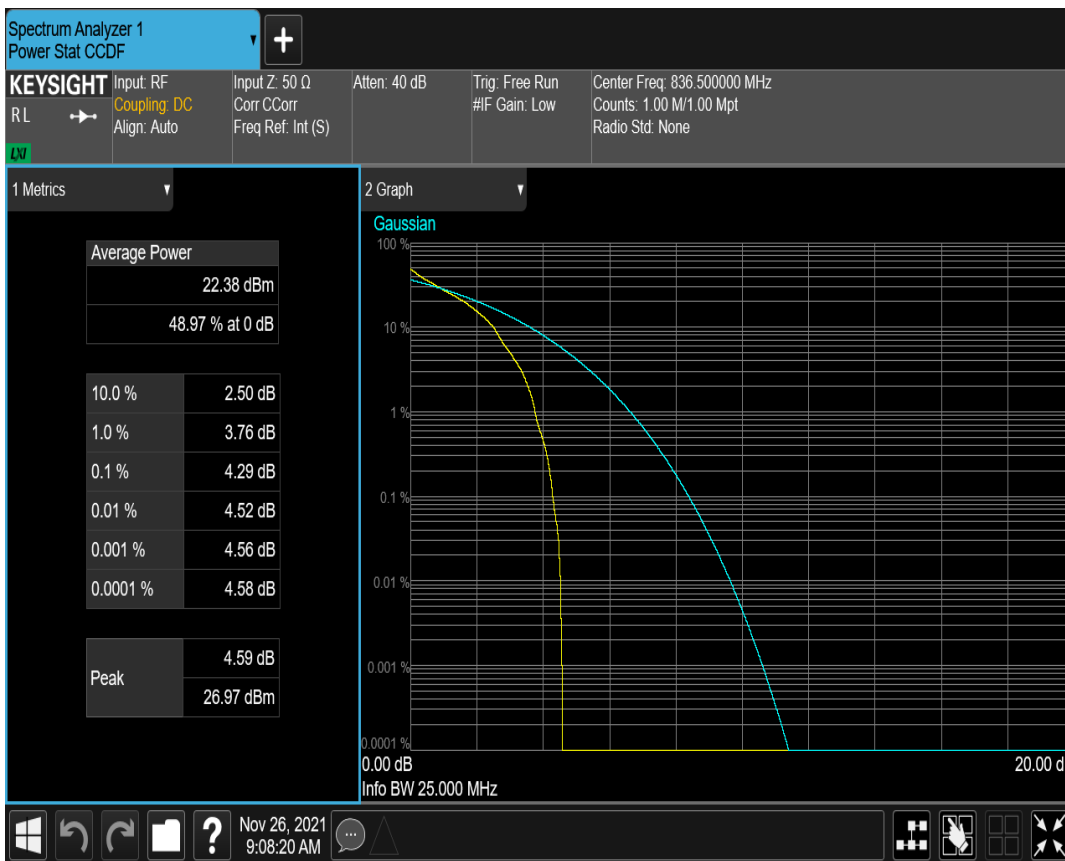 Spectrum Analyzer 1
Power Stat CCDF
KEYSIGHT
R L
LXI
Input: RF
Coupling: DC
Align: Auto
Input Z: 50 Ω
Corr CCorr
Freq Ref: Int (S)
Atten: 40 dB
Trig: Free Run
#IF Gain: Low
Center Freq: 836.500000 MHz
Counts: 1.00 M/1.00 Mpt
Radio Std: None
1 Metrics
Average Power
22.38 dBm
48.97 % at 0 dB
10.0 % 2.50 dB
1.0 % 3.76 dB
0.1 % 4.29 dB
0.01 % 4.52 dB
0.001 % 4.56 dB
0.0001 % 4.58 dB
Peak
4.59 dB
26.97 dBm
2 Graph
Gaussian
100 %
10 %
1 %
0.1 %
0.01 %
0.001 %
0.0001 %
0.00 dB 20.00 d
Info BW 25.000 MHz
?
Nov 26, 2021
9:08:20 AM